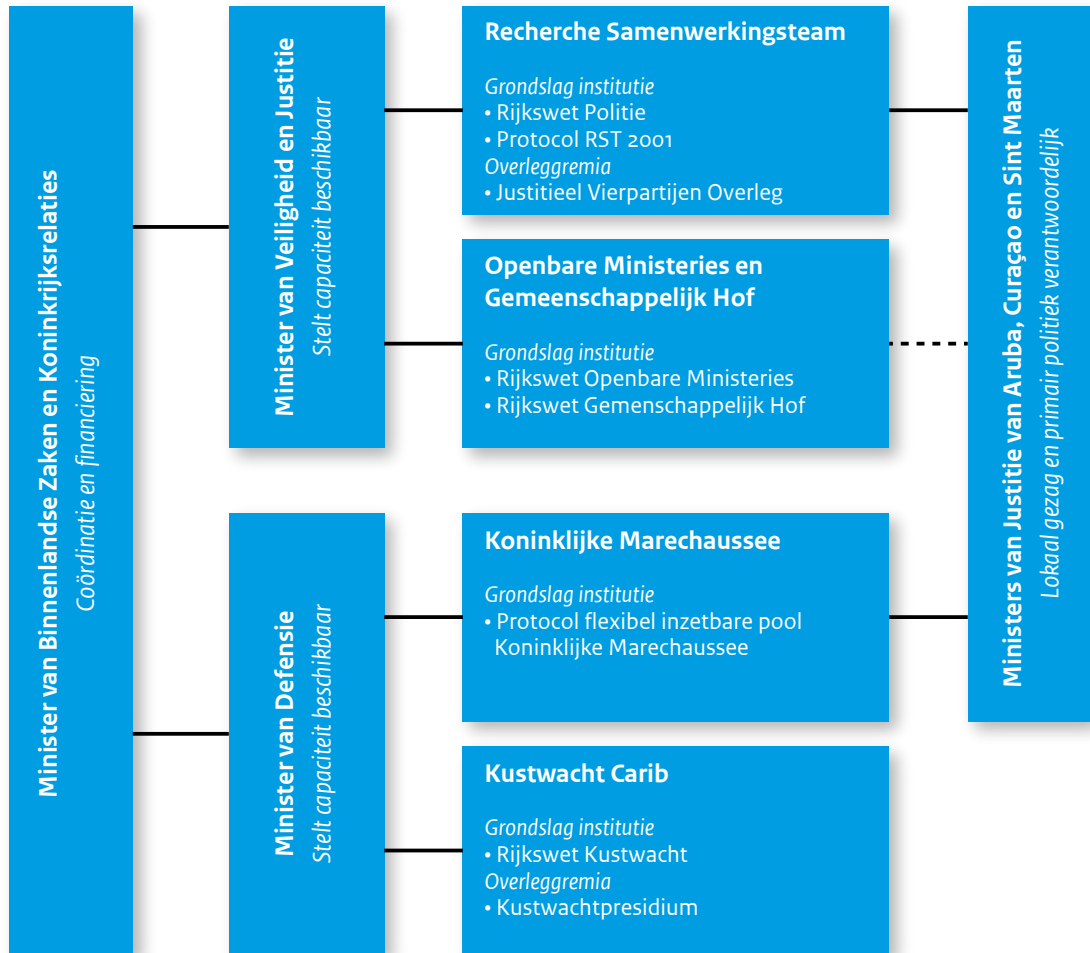 Minister van Binnenlandse Zaken en Koninkrijksrelaties
Coördinatie en financiering
Minister van Veiligheid en Justitie
Stelt capaciteit beschikbaar
Recherche Samenwerkingsteam
Grondslag institutie
• Rijkswet Politie
• Protocol RST 2001
Overleggremia
• Justitieel Vierpartijen Overleg
Openbare Ministeries en
Gemeenschappelijk Hof
Grondslag institutie
• Rijkswet Openbare Ministeries
• Rijkswet Gemenschappelijk Hof
Minister van Defensie
Stelt capaciteit beschikbaar
Koninklijke Marechaussee
Grondslag institutie
• Protocol flexibel inzetbare pool
Koninklijke Marechaussee
Kustwacht Carib
Grondslag institutie
• Rijkswet Kustwacht
Overleggremia
• Kustwachtpresidium
Ministers van Justitie van Aruba, Curaçao en Sint Maarten
Lokaal gezag en primair politiek verantwoordelijk